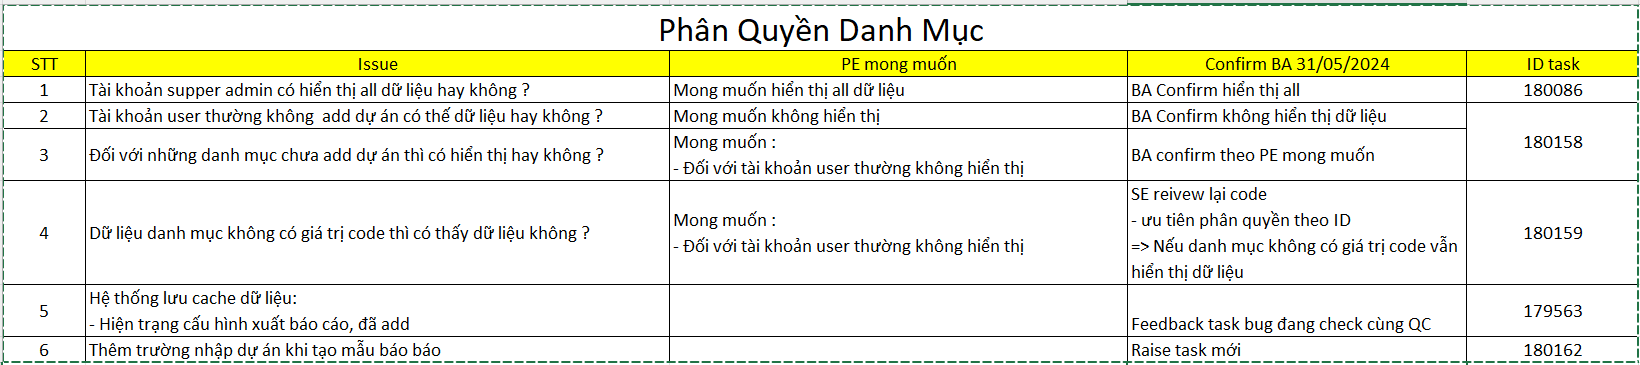 Phân Quyền Danh Mục
STT Issue PE mong muốn Confirm BA 31/05/2024 ID task
1 Tài khoản supper admin có hiển thị all dữ liệu hay không ? Mong muốn hiển thị all dữ liệu BA Confirm hiển thị all 180086
2 Tài khoản user thường không  add dự án có thể dữ liệu hay không ? Mong muốn không hiển thị BA Confirm không hiển thị dữ liệu 180158
3 Đối với những danh mục chưa add dự án thì có hiển thị hay không ? Mong muốn :
- Đối với tài khoản user thường không hiển thị
BA confirm theo PE mong muốn
4 Dữ liệu danh mục không có giá trị code thì có thấy dữ liệu không ? Mong muốn :
- Đối với tài khoản user thường không hiển thị
SE reivew lại code
- ưu tiên phân quyền theo ID
=> Nếu danh mục không có giá trị code vẫn
hiển thị dữ liệu
180159
5 Hệ thống lưu cache dữ liệu:
- Hiện trạng cấu hình xuất báo cáo, đã add
Feedback task bug đang check cùng QC
179563
6 Thêm trường nhập dự án khi tạo mẫu báo báo Raise task mới 180162